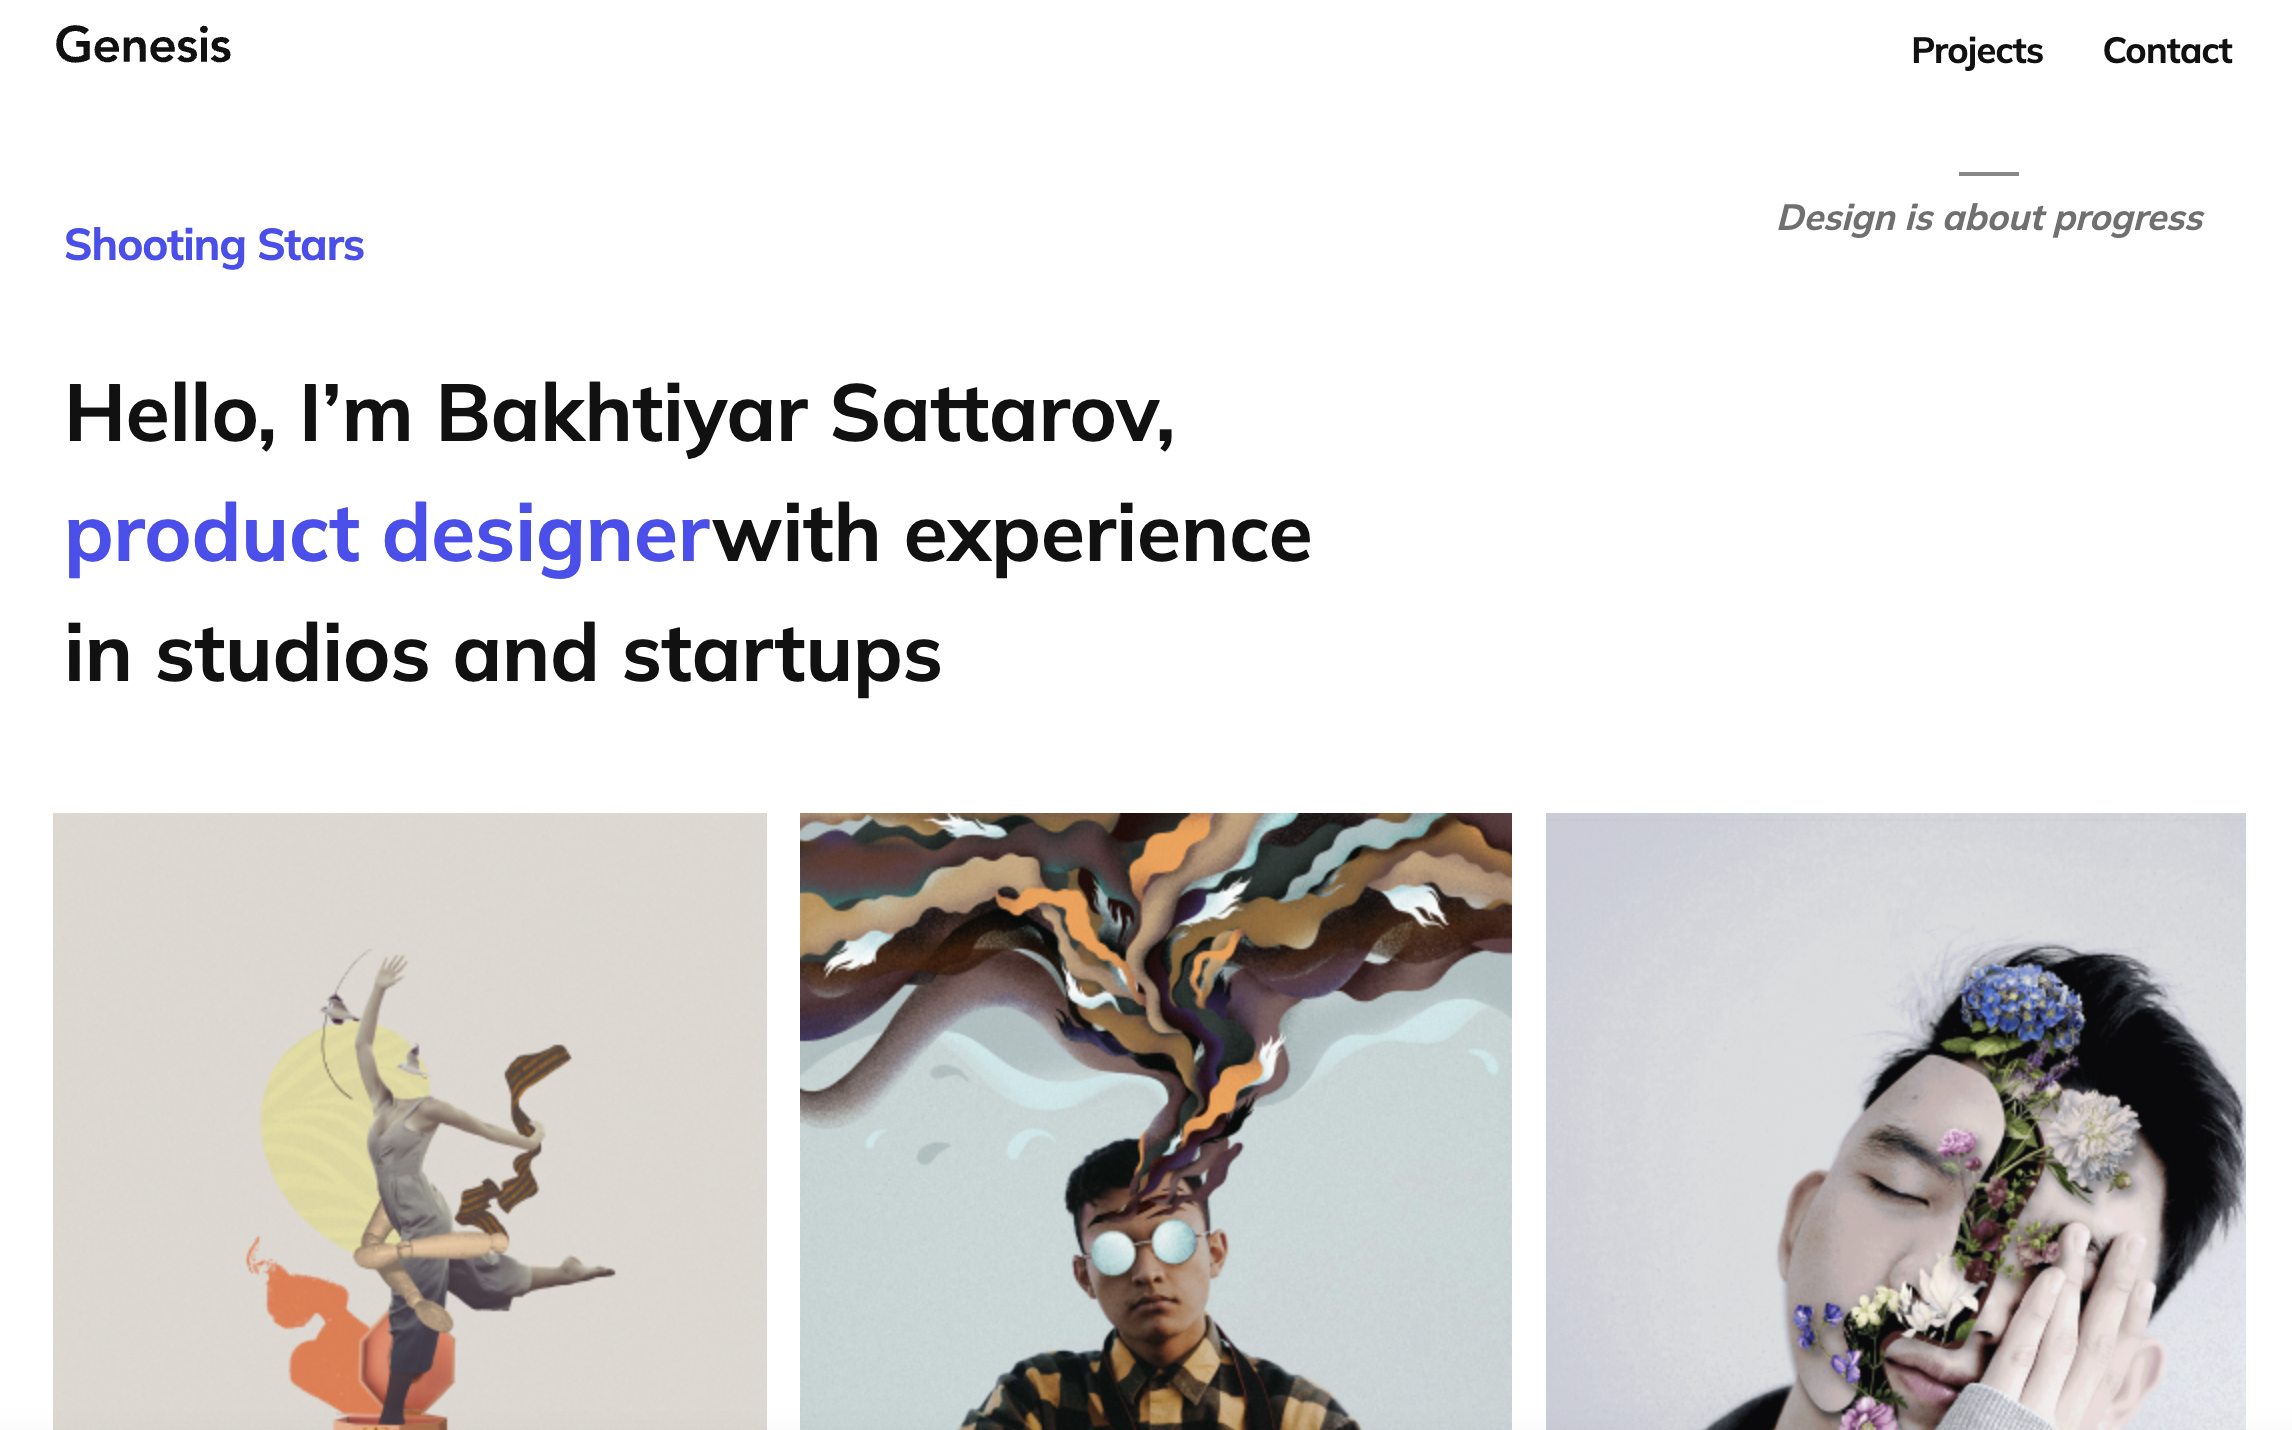 Genesis
Projects
Contact
Design is about progress
Shooting Stars
Hello, I’m Bakhtiyar Sattarov,
product designerwith experience
in studios and startups